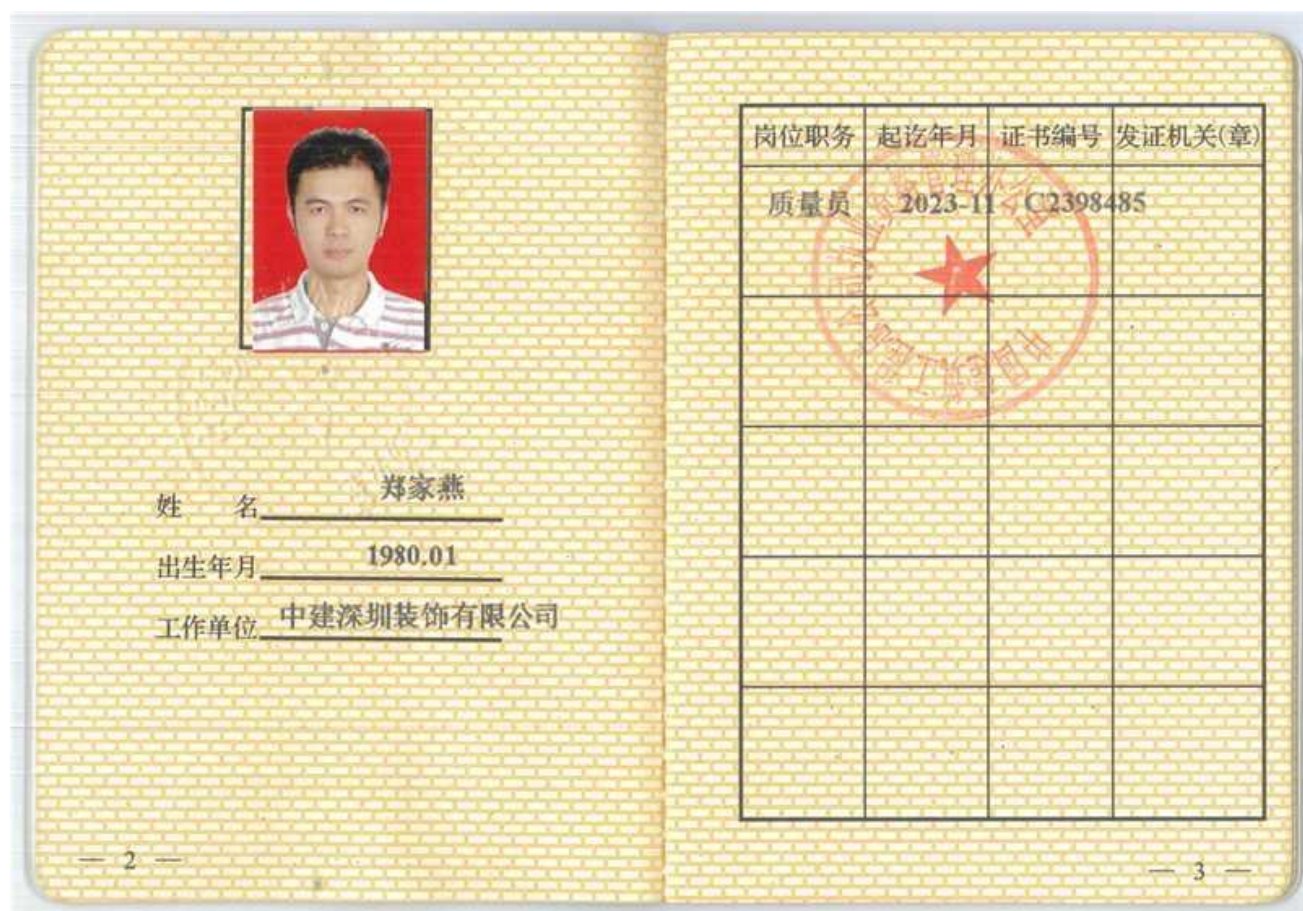 姓 名 郑家燕
出生年月 1980.01
工作单位 中建深圳装饰有限公司
— 2 —
岗位职务 起讫年月 证书编号 发证机关(章)
质量员 2023-11 C2398485
— 3 —